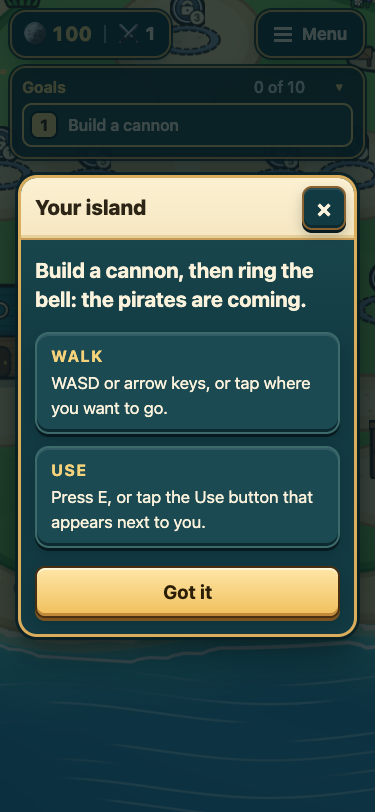 100 | 1
Menu
Goals
0 of 10
1 Build a cannon
3
Your island
Build a cannon, then ring the
bell: the pirates are coming.
WALK
WASD or arrow keys, or tap where
you want to go.
USE
Press E, or tap the Use button that
appears next to you.
Got it